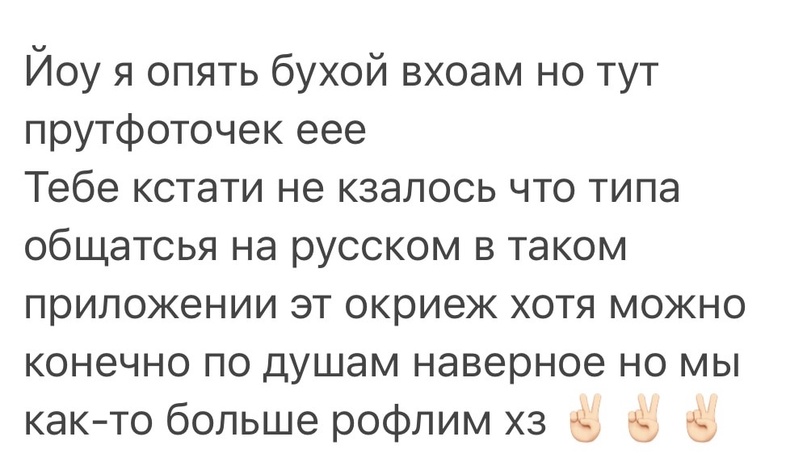 Йоу я опять бухой вхоам но тут
прутфоточек еее
Тебе кстати не кзалось что типа
общатсья на русском в таком
приложении эт окриеж хотя можно
конечно по душам наверное но мы
как-то больше рофлим хз ✌🏻✌🏻✌🏻